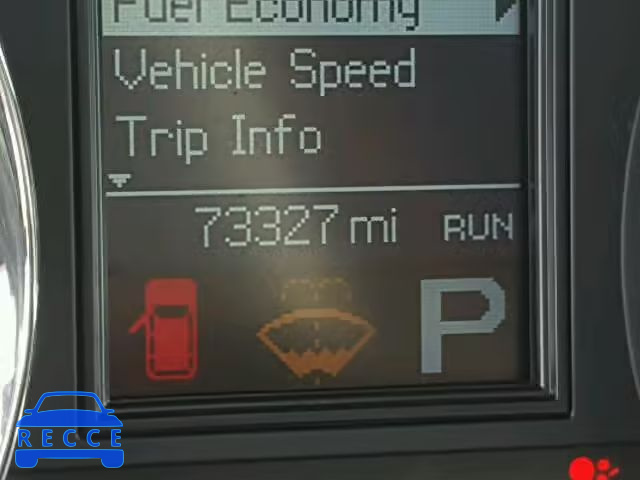 Fuel Economy
Vehicle Speed
Trip Info
73327 mi RUN
P
RECCE